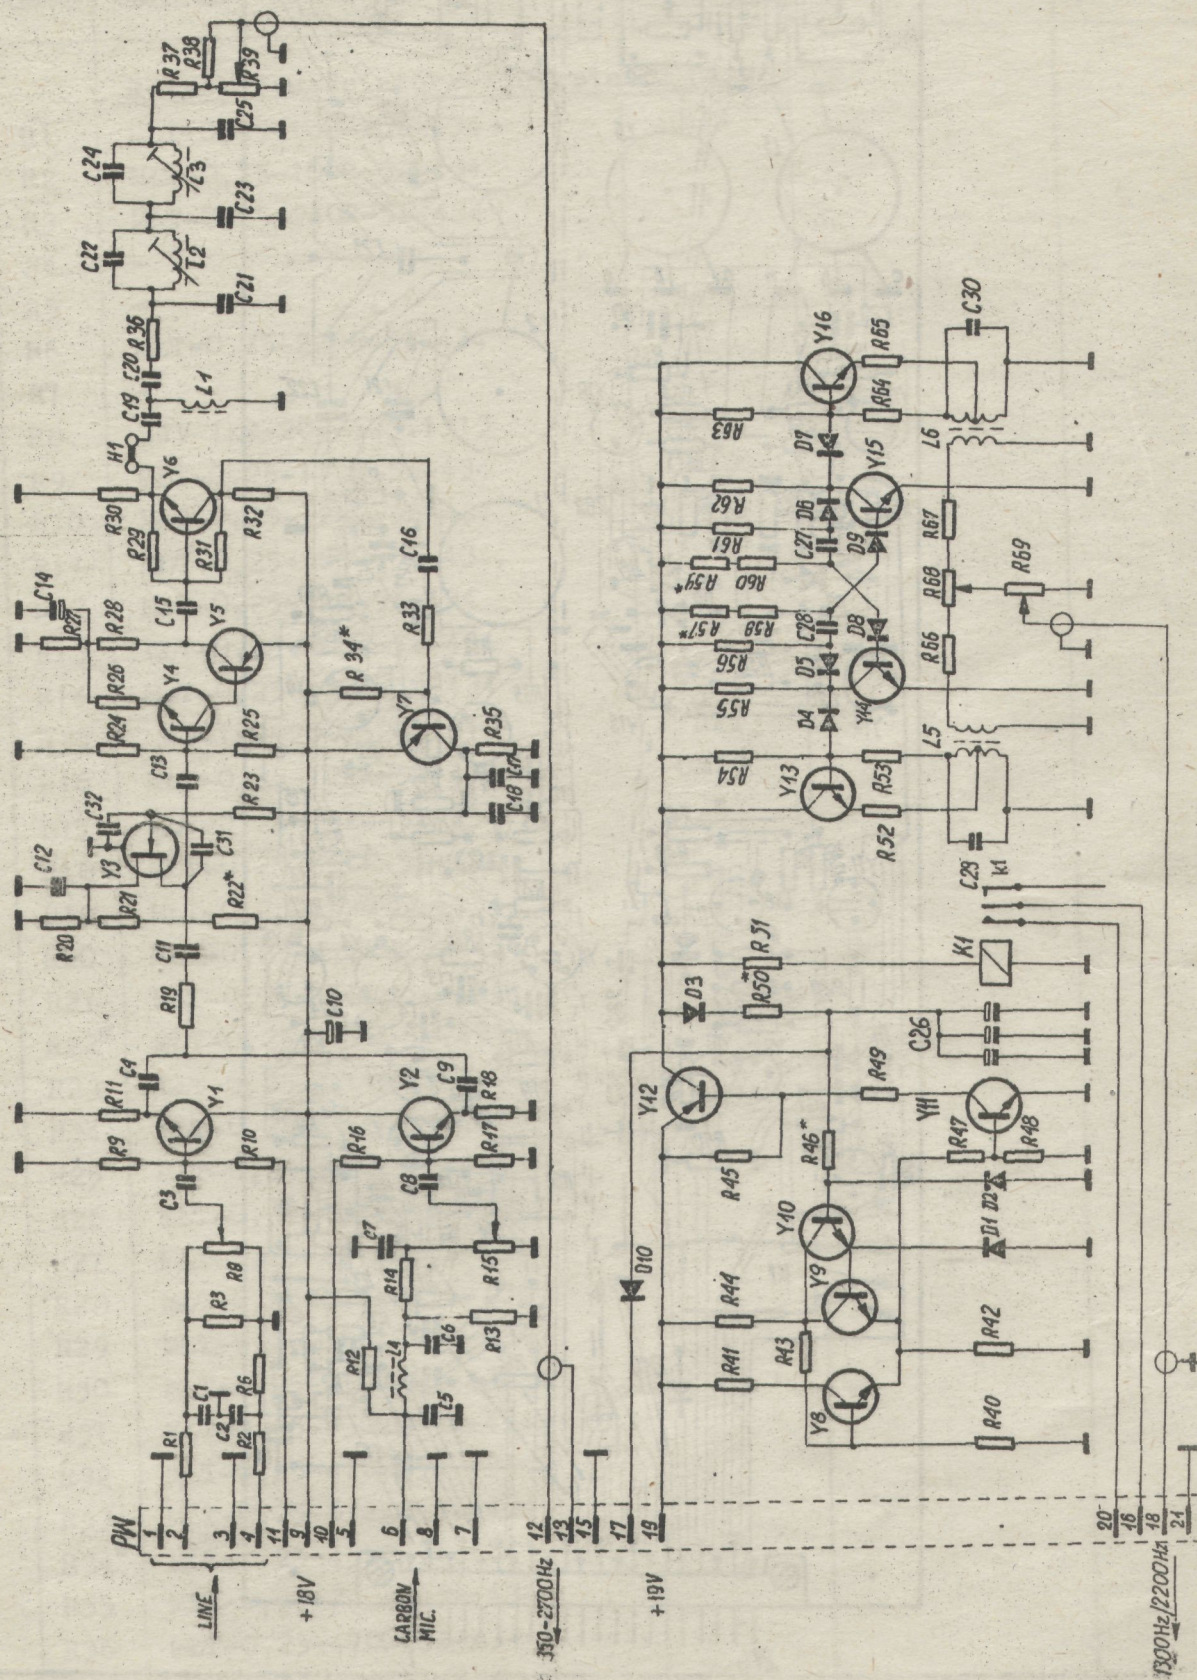 PW
1
2
3
4
11
9
10
5
6
8
7
12
13
15
17
19
20
16
18
21
LINE
+18V
CARBON
MIC.
350-2700Hz
+19V
1300Hz/2200Hz
R1
C1
C2
R2
R6
R3
R8
C3
R9
R10
R11
Y1
C4
R12
C5
L4
C6
R13
R14
C7
R15
C8
R16
R17
Y2
C9
R18
C10
R19
C11
R20
C12
R21
R22*
Y3
C32
C31
R23
C13
R24
R25
R26
Y4
R27
C14
R28
Y5
C15
R29
R30
R31
Y6
R32
H1
C19
C20
L1
R36
C21
C22
L2
C23
C24
L3
C25
R37
R38
R39
C16
R33
R34*
Y7
R35
C17
C18
D10
R41
R44
R43
Y8
Y9
Y10
R40
R42
D1
D2
R45
R46*
Y12
R47
R48
Y11
R49
C26
D3
R50*
R 31
K1
K1
C29
R52
R53
Y13
R54
D4
L5
R55
R56
D5
Y14
D8
C28
R57*
R58
R59*
R60
C27
R61
D6
R62
D9
Y15
R63
D7
Y16
R64
R65
C30
L6
R66
R67
R68
R69